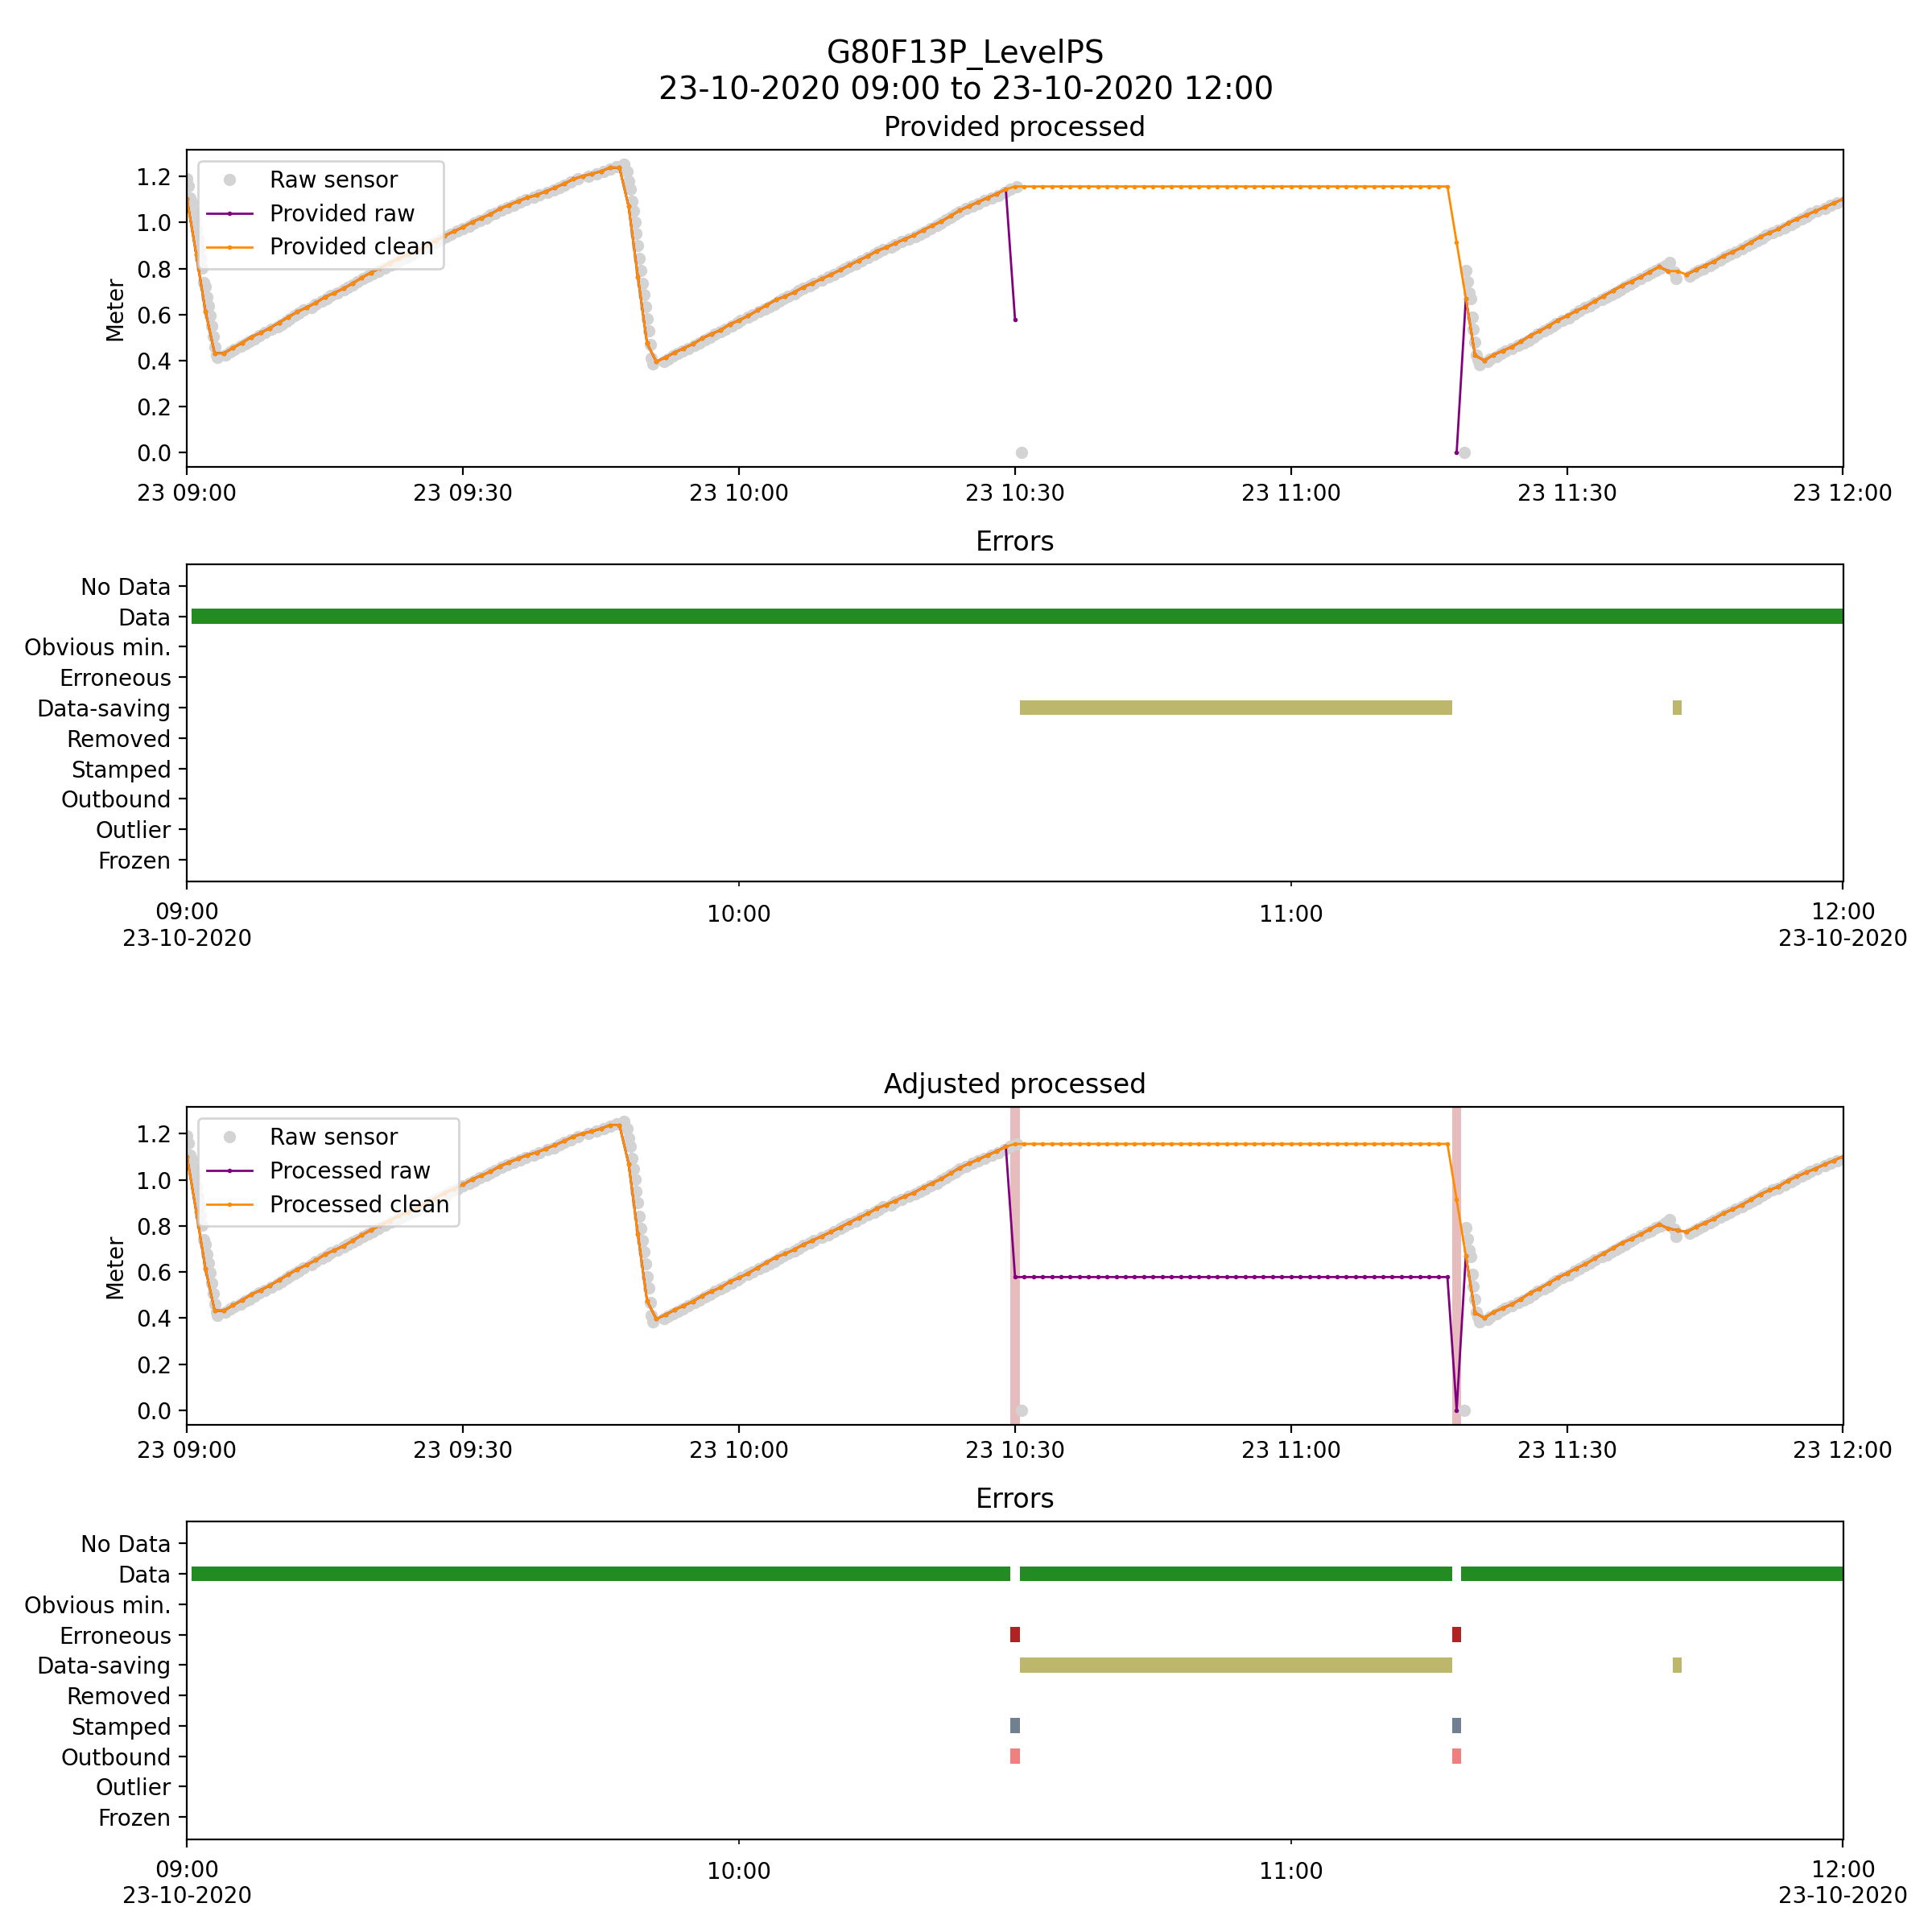 G80F13P_LevelPS
23-10-2020 09:00 to 23-10-2020 12:00
Provided processed
Raw sensor
Provided raw
Provided clean
Meter
1.2
1.0
0.8
0.6
0.4
0.2
0.0
23 09:00 23 09:30 23 10:00 23 10:30 23 11:00 23 11:30 23 12:00
Errors
No Data
Data
Obvious min.
Erroneous
Data-saving
Removed
Stamped
Outbound
Outlier
Frozen
09:00 10:00 11:00 12:00
23-10-2020 23-10-2020
Adjusted processed
Raw sensor
Processed raw
Processed clean
Meter
1.2
1.0
0.8
0.6
0.4
0.2
0.0
23 09:00 23 09:30 23 10:00 23 10:30 23 11:00 23 11:30 23 12:00
Errors
No Data
Data
Obvious min.
Erroneous
Data-saving
Removed
Stamped
Outbound
Outlier
Frozen
09:00 10:00 11:00 12:00
23-10-2020 23-10-2020